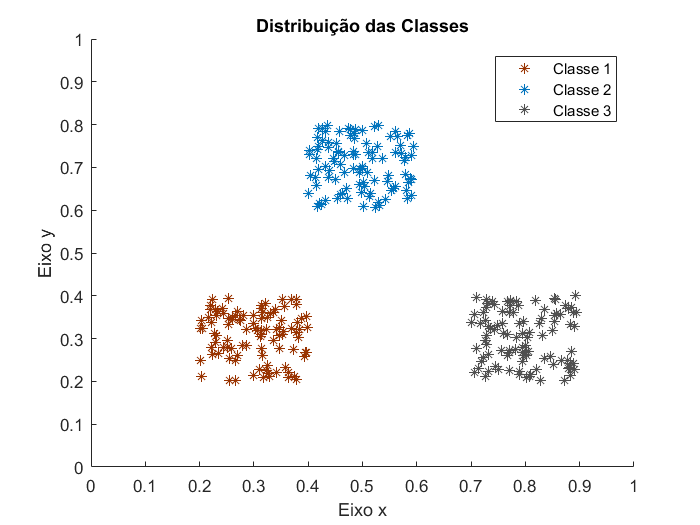 Distribuição das Classes
Classe 1
Classe 2
Classe 3
Eixo y
1
0.9
0.8
0.7
0.6
0.5
0.4
0.3
0.2
0.1
0
0 0.1 0.2 0.3 0.4 0.5 0.6 0.7 0.8 0.9 1
Eixo x